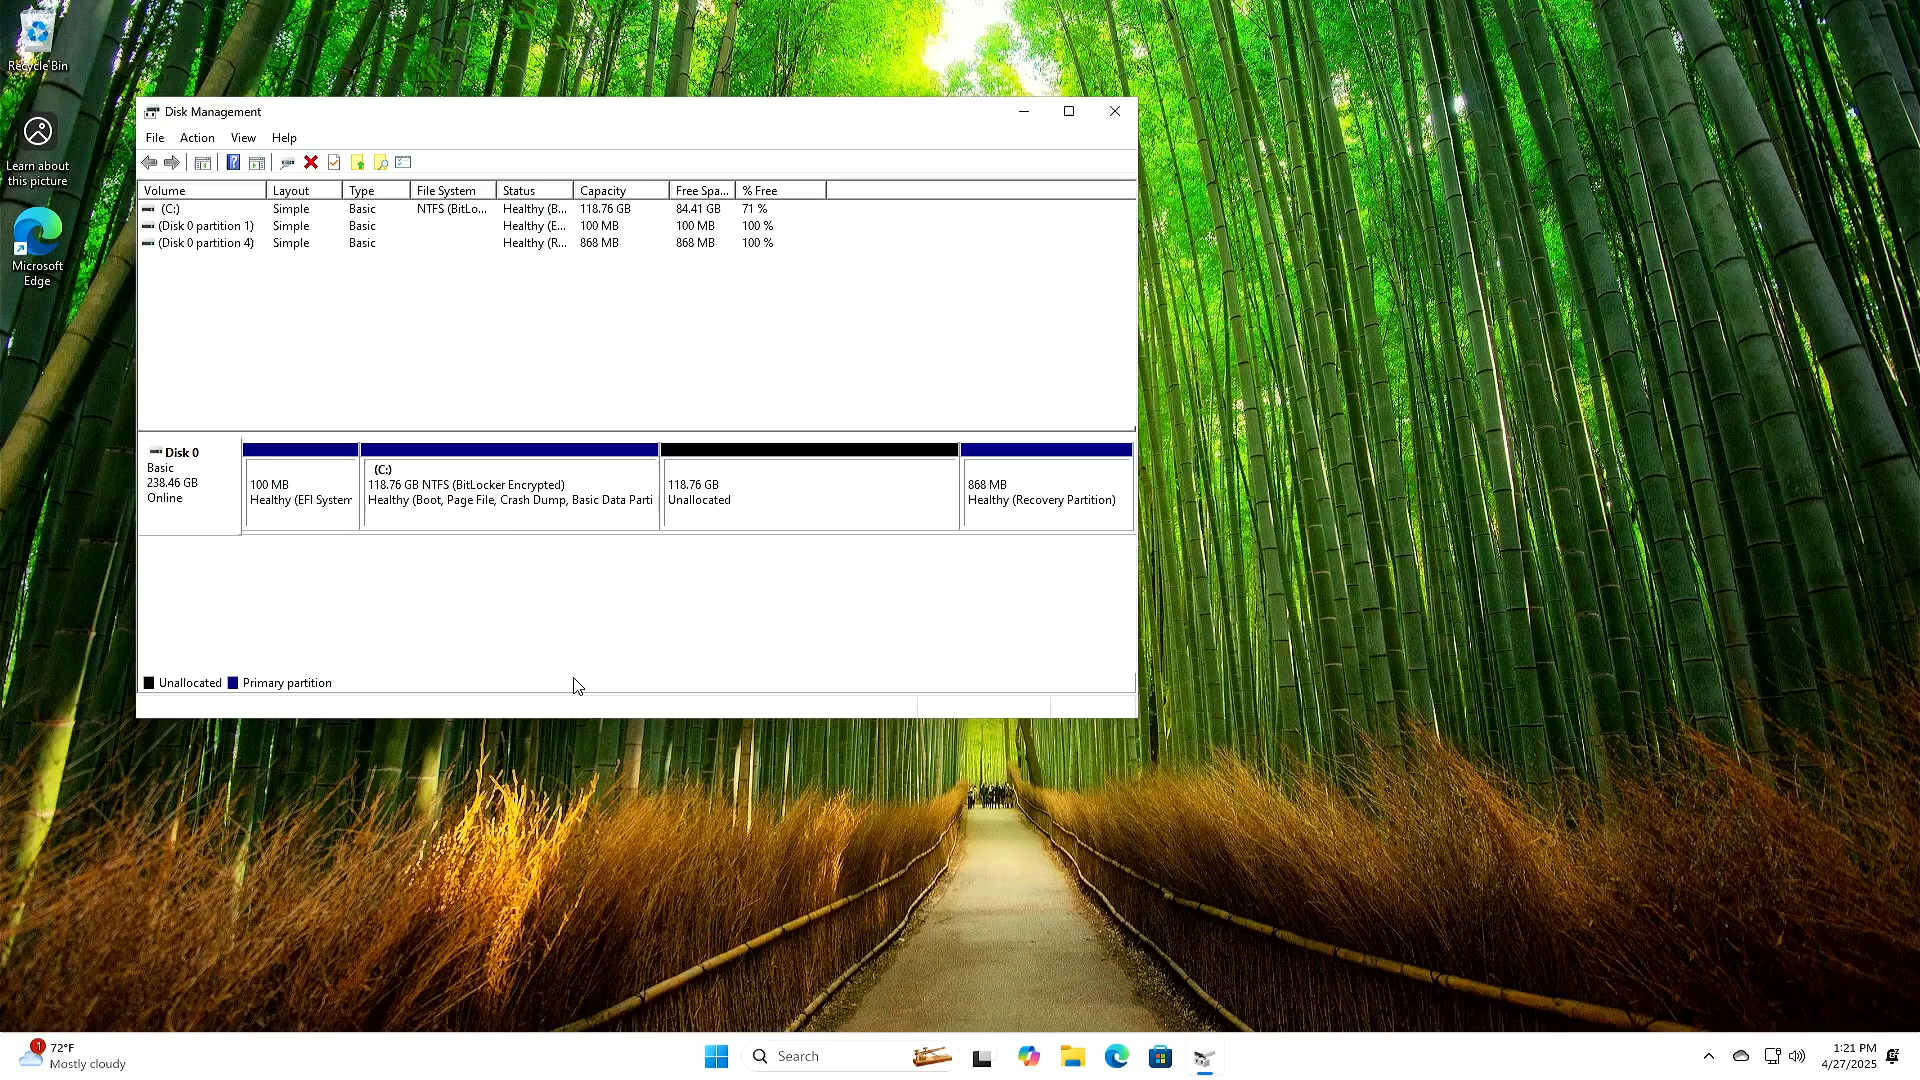 Recycle Bin
Learn about
this picture
Microsoft
Edge
Disk Management
File Action View Help
Volume Layout Type File System Status Capacity Free Spa... % Free
(C:) Simple Basic NTFS (BitLo... Healthy (B... 118.76 GB 84.41 GB 71 %
(Disk 0 partition 1) Simple Basic Healthy (E... 100 MB 100 MB 100 %
(Disk 0 partition 4) Simple Basic Healthy (R... 868 MB 868 MB 100 %
Disk 0
Basic
238.46 GB
Online
100 MB
Healthy (EFI System
(C:)
118.76 GB NTFS (BitLocker Encrypted)
Healthy (Boot, Page File, Crash Dump, Basic Data Parti
118.76 GB
Unallocated
868 MB
Healthy (Recovery Partition)
Unallocated Primary partition
1
72°F
Mostly cloudy
Search
1:21 PM
4/27/2025